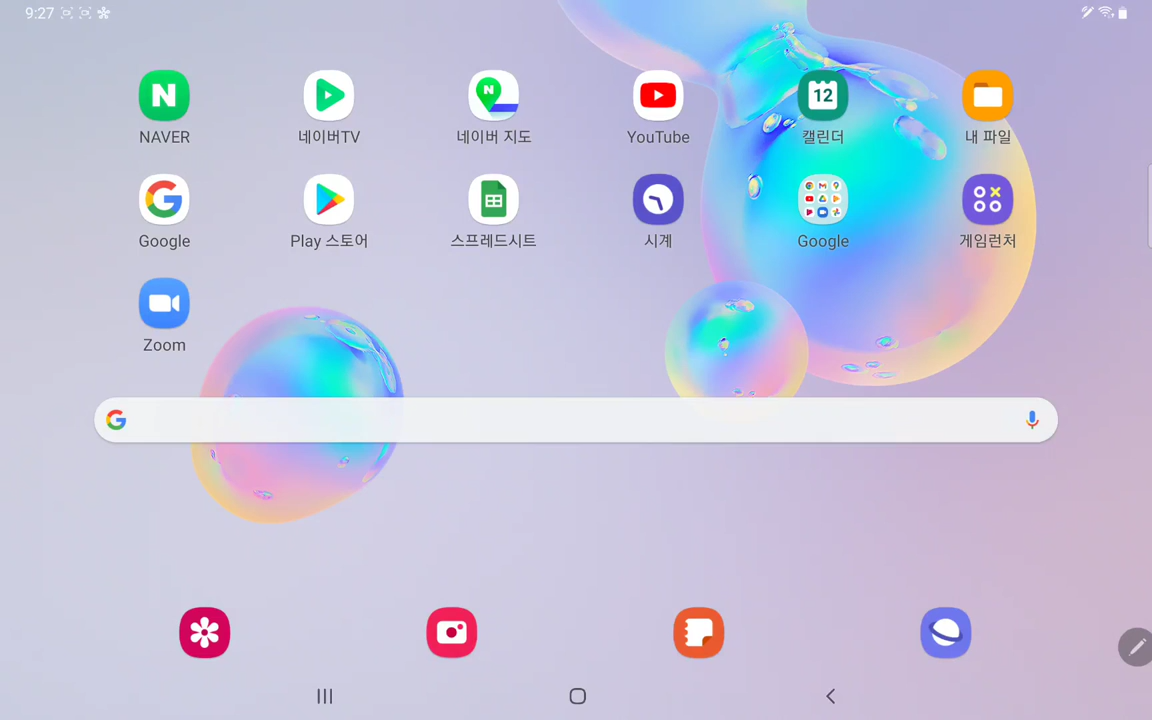 9:27
N
N
12
NAVER
네이버TV
네이버 지도
YouTube
캘린더
내 파일
Google
Play 스토어
스프레드시트
시계
Google
게임런처
Zoom